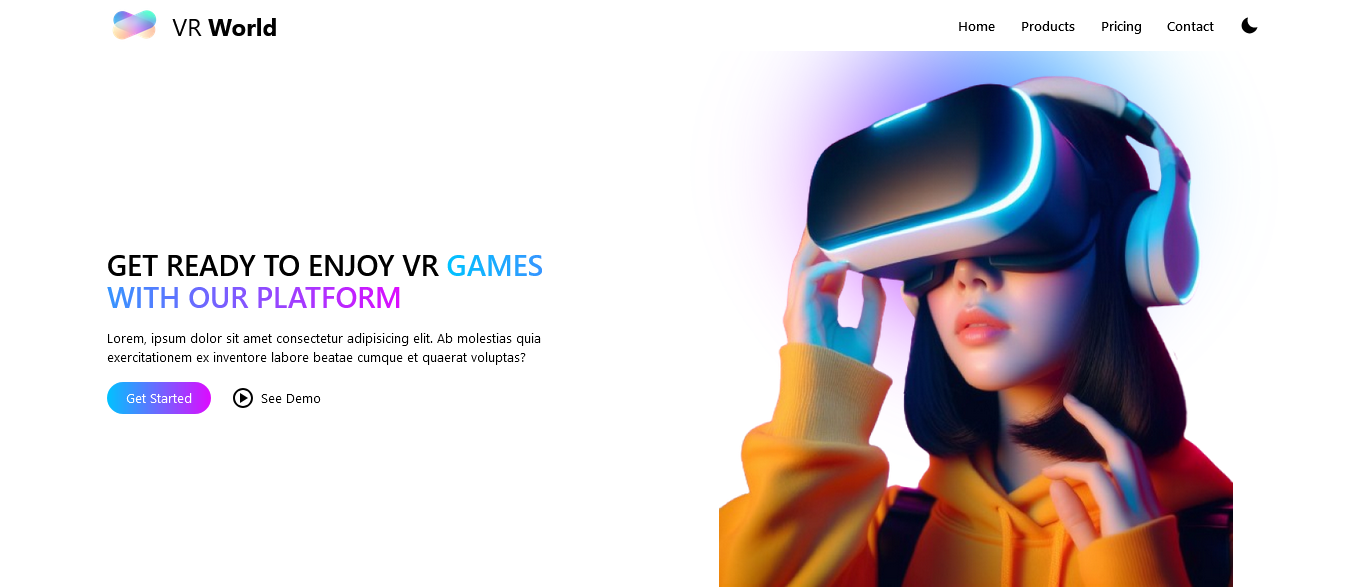 VR World
Home Products Pricing Contact
GET READY TO ENJOY VR GAMES
WITH OUR PLATFORM
Lorem, ipsum dolor sit amet consectetur adipisicing elit. Ab molestias quia
exercitationem ex inventore labore beatae cumque et quaerat voluptas?
Get Started See Demo